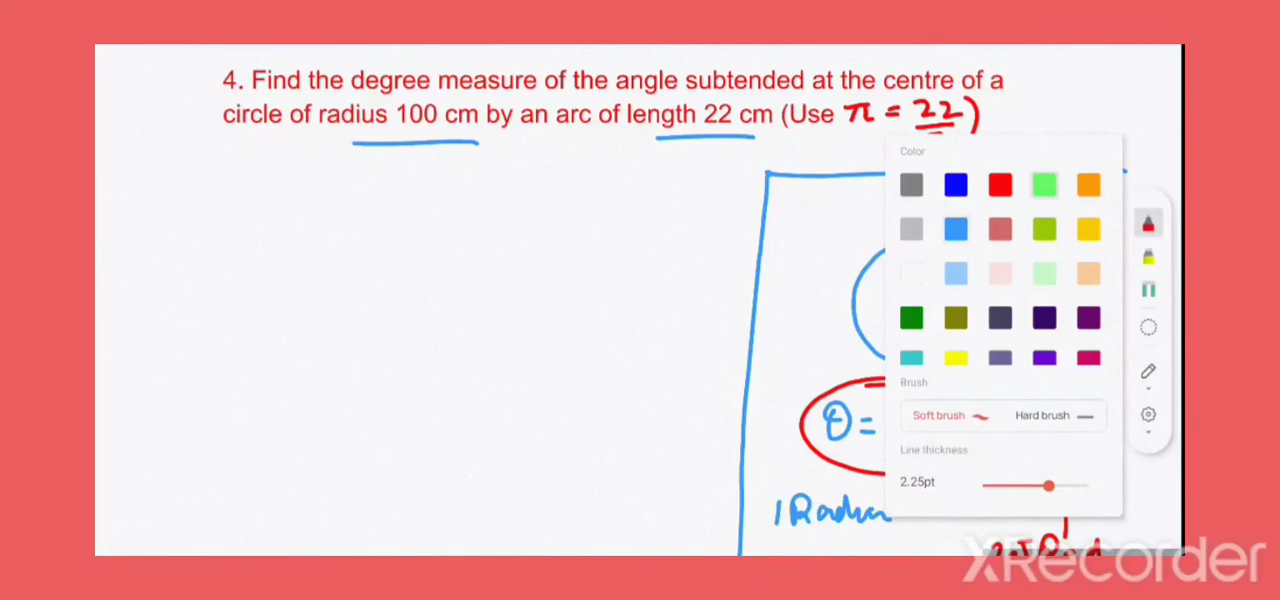 4. Find the degree measure of the angle subtended at the centre of a
circle of radius 100 cm by an arc of length 22 cm (Use π = 22)
Color
θ =
Brush
Soft brush
Hard brush
Line thickness
2.25pt
1 Radian
XRecorder